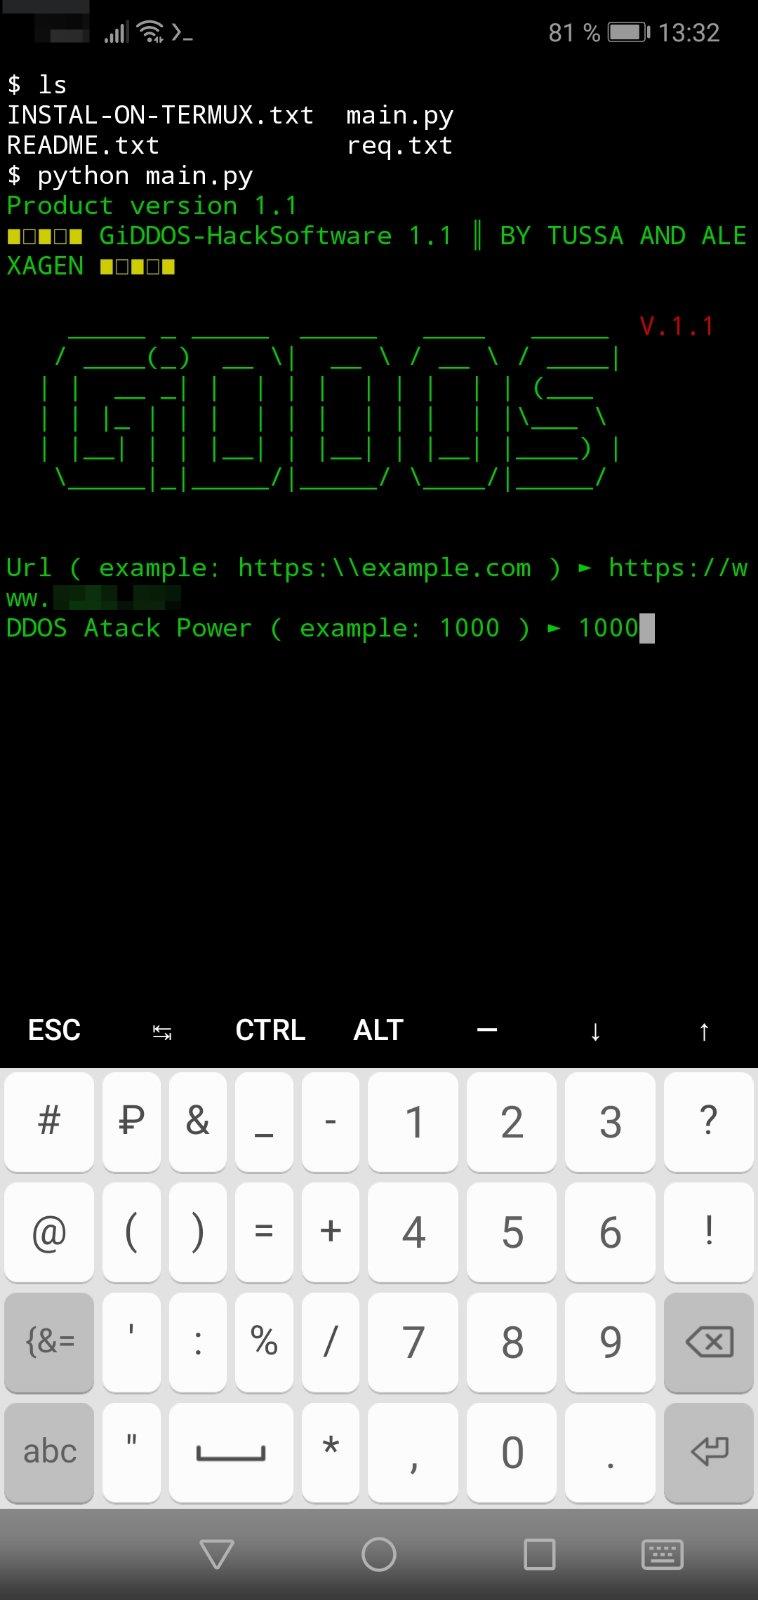 81 % 13:32
$ ls
INSTAL-ON-TERMUX.txt main.py
README.txt req.txt
$ python main.py
Product version 1.1
■□■□■ GiDDOS-HackSoftware 1.1 ║ BY TUSSA AND ALE
XAGEN ■□■□■
V.1.1
GiDDOS
Url ( example: https:\\example.com ) ► https://w
ww.
DDOS Atack Power ( example: 1000 ) ► 1000
ESC ↹ CTRL ALT — ↓ ↑
# ₽ & _ - 1 2 3 ?
@ ( ) = + 4 5 6 !
{&= ' : % / 7 8 9
abc " * , 0 .